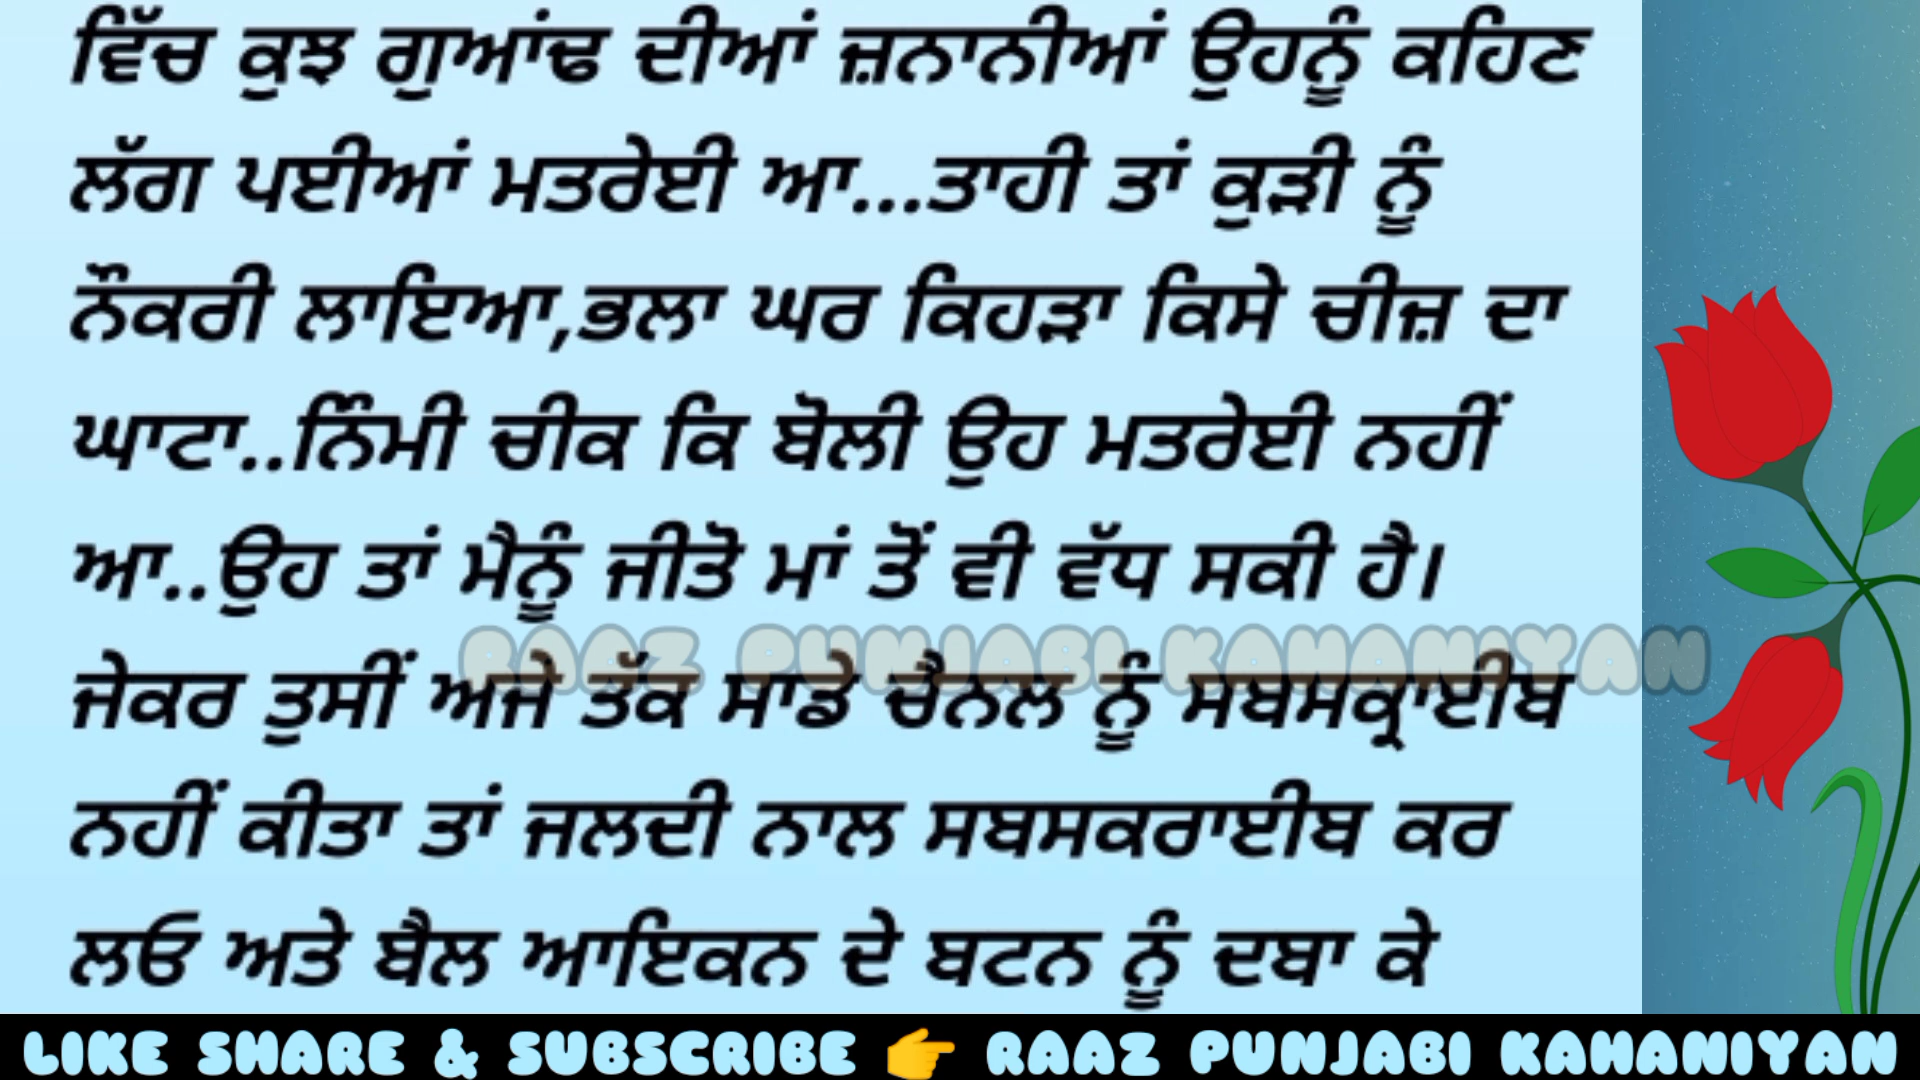 ਵਿੱਚ ਕੁਝ ਗੁਆਂਢ ਦੀਆਂ ਜ਼ਨਾਨੀਆਂ ਉਹਨੂੰ ਕਹਿਣ
ਲੱਗ ਪਈਆਂ ਮਤਰੇਈ ਆ...ਤਾਹੀ ਤਾਂ ਕੁੜੀ ਨੂੰ
ਨੌਕਰੀ ਲਾਇਆ,ਭਲਾ ਘਰ ਕਿਹੜਾ ਕਿਸੇ ਚੀਜ਼ ਦਾ
ਘਾਟਾ..ਨਿੰਮੀ ਚੀਕ ਕਿ ਬੋਲੀ ਉਹ ਮਤਰੇਈ ਨਹੀਂ
ਆ..ਉਹ ਤਾਂ ਮੈਨੂੰ ਜੀਤੋ ਮਾਂ ਤੋਂ ਵੀ ਵੱਧ ਸਕੀ ਹੈ।
RAAZ PUNJABI KAHANIYAN
ਜੇਕਰ ਤੁਸੀਂ ਅਜੇ ਤੱਕ ਸਾਡੇ ਚੈਨਲ ਨੂੰ ਸਬਸਕ੍ਰਾਈਬ
ਨਹੀਂ ਕੀਤਾ ਤਾਂ ਜਲਦੀ ਨਾਲ ਸਬਸਕਰਾਈਬ ਕਰ
ਲਓ ਅਤੇ ਬੈਲ ਆਇਕਨ ਦੇ ਬਟਨ ਨੂੰ ਦਬਾ ਕੇ
LIKE SHARE & SUBSCRIBE 👉 RAAZ PUNJABI KAHANIYAN